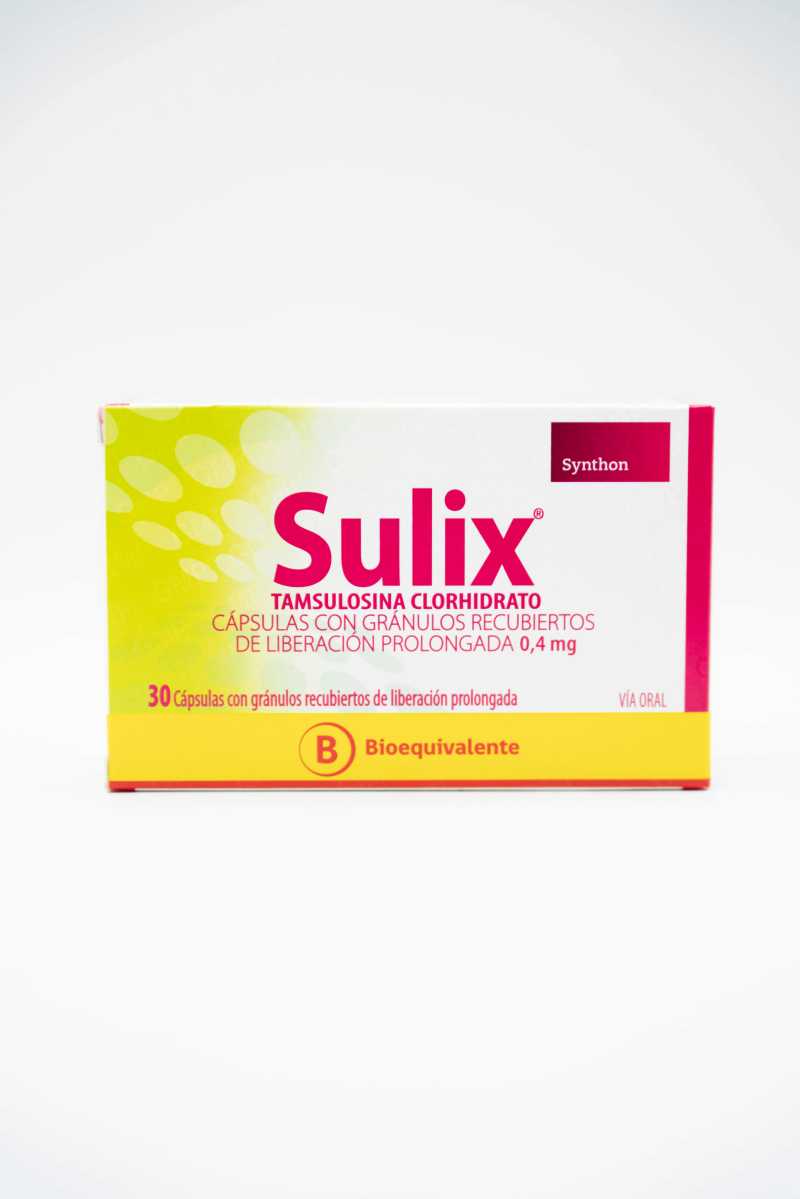 Synthon
Sulix®
TAMSULOSINA CLORHIDRATO
CÁPSULAS CON GRÁNULOS RECUBIERTOS
DE LIBERACIÓN PROLONGADA 0,4 mg
30 Cápsulas con gránulos recubiertos de liberación prolongada
VÍA ORAL
B Bioequivalente